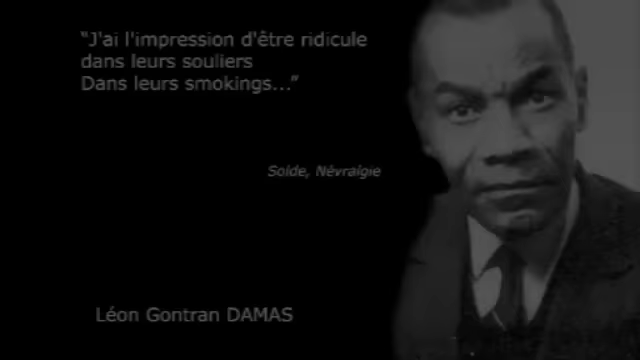 “J'ai l'impression d'être ridicule
dans leurs souliers
Dans leurs smokings...”
Solde, Névralgie
Léon Gontran DAMAS